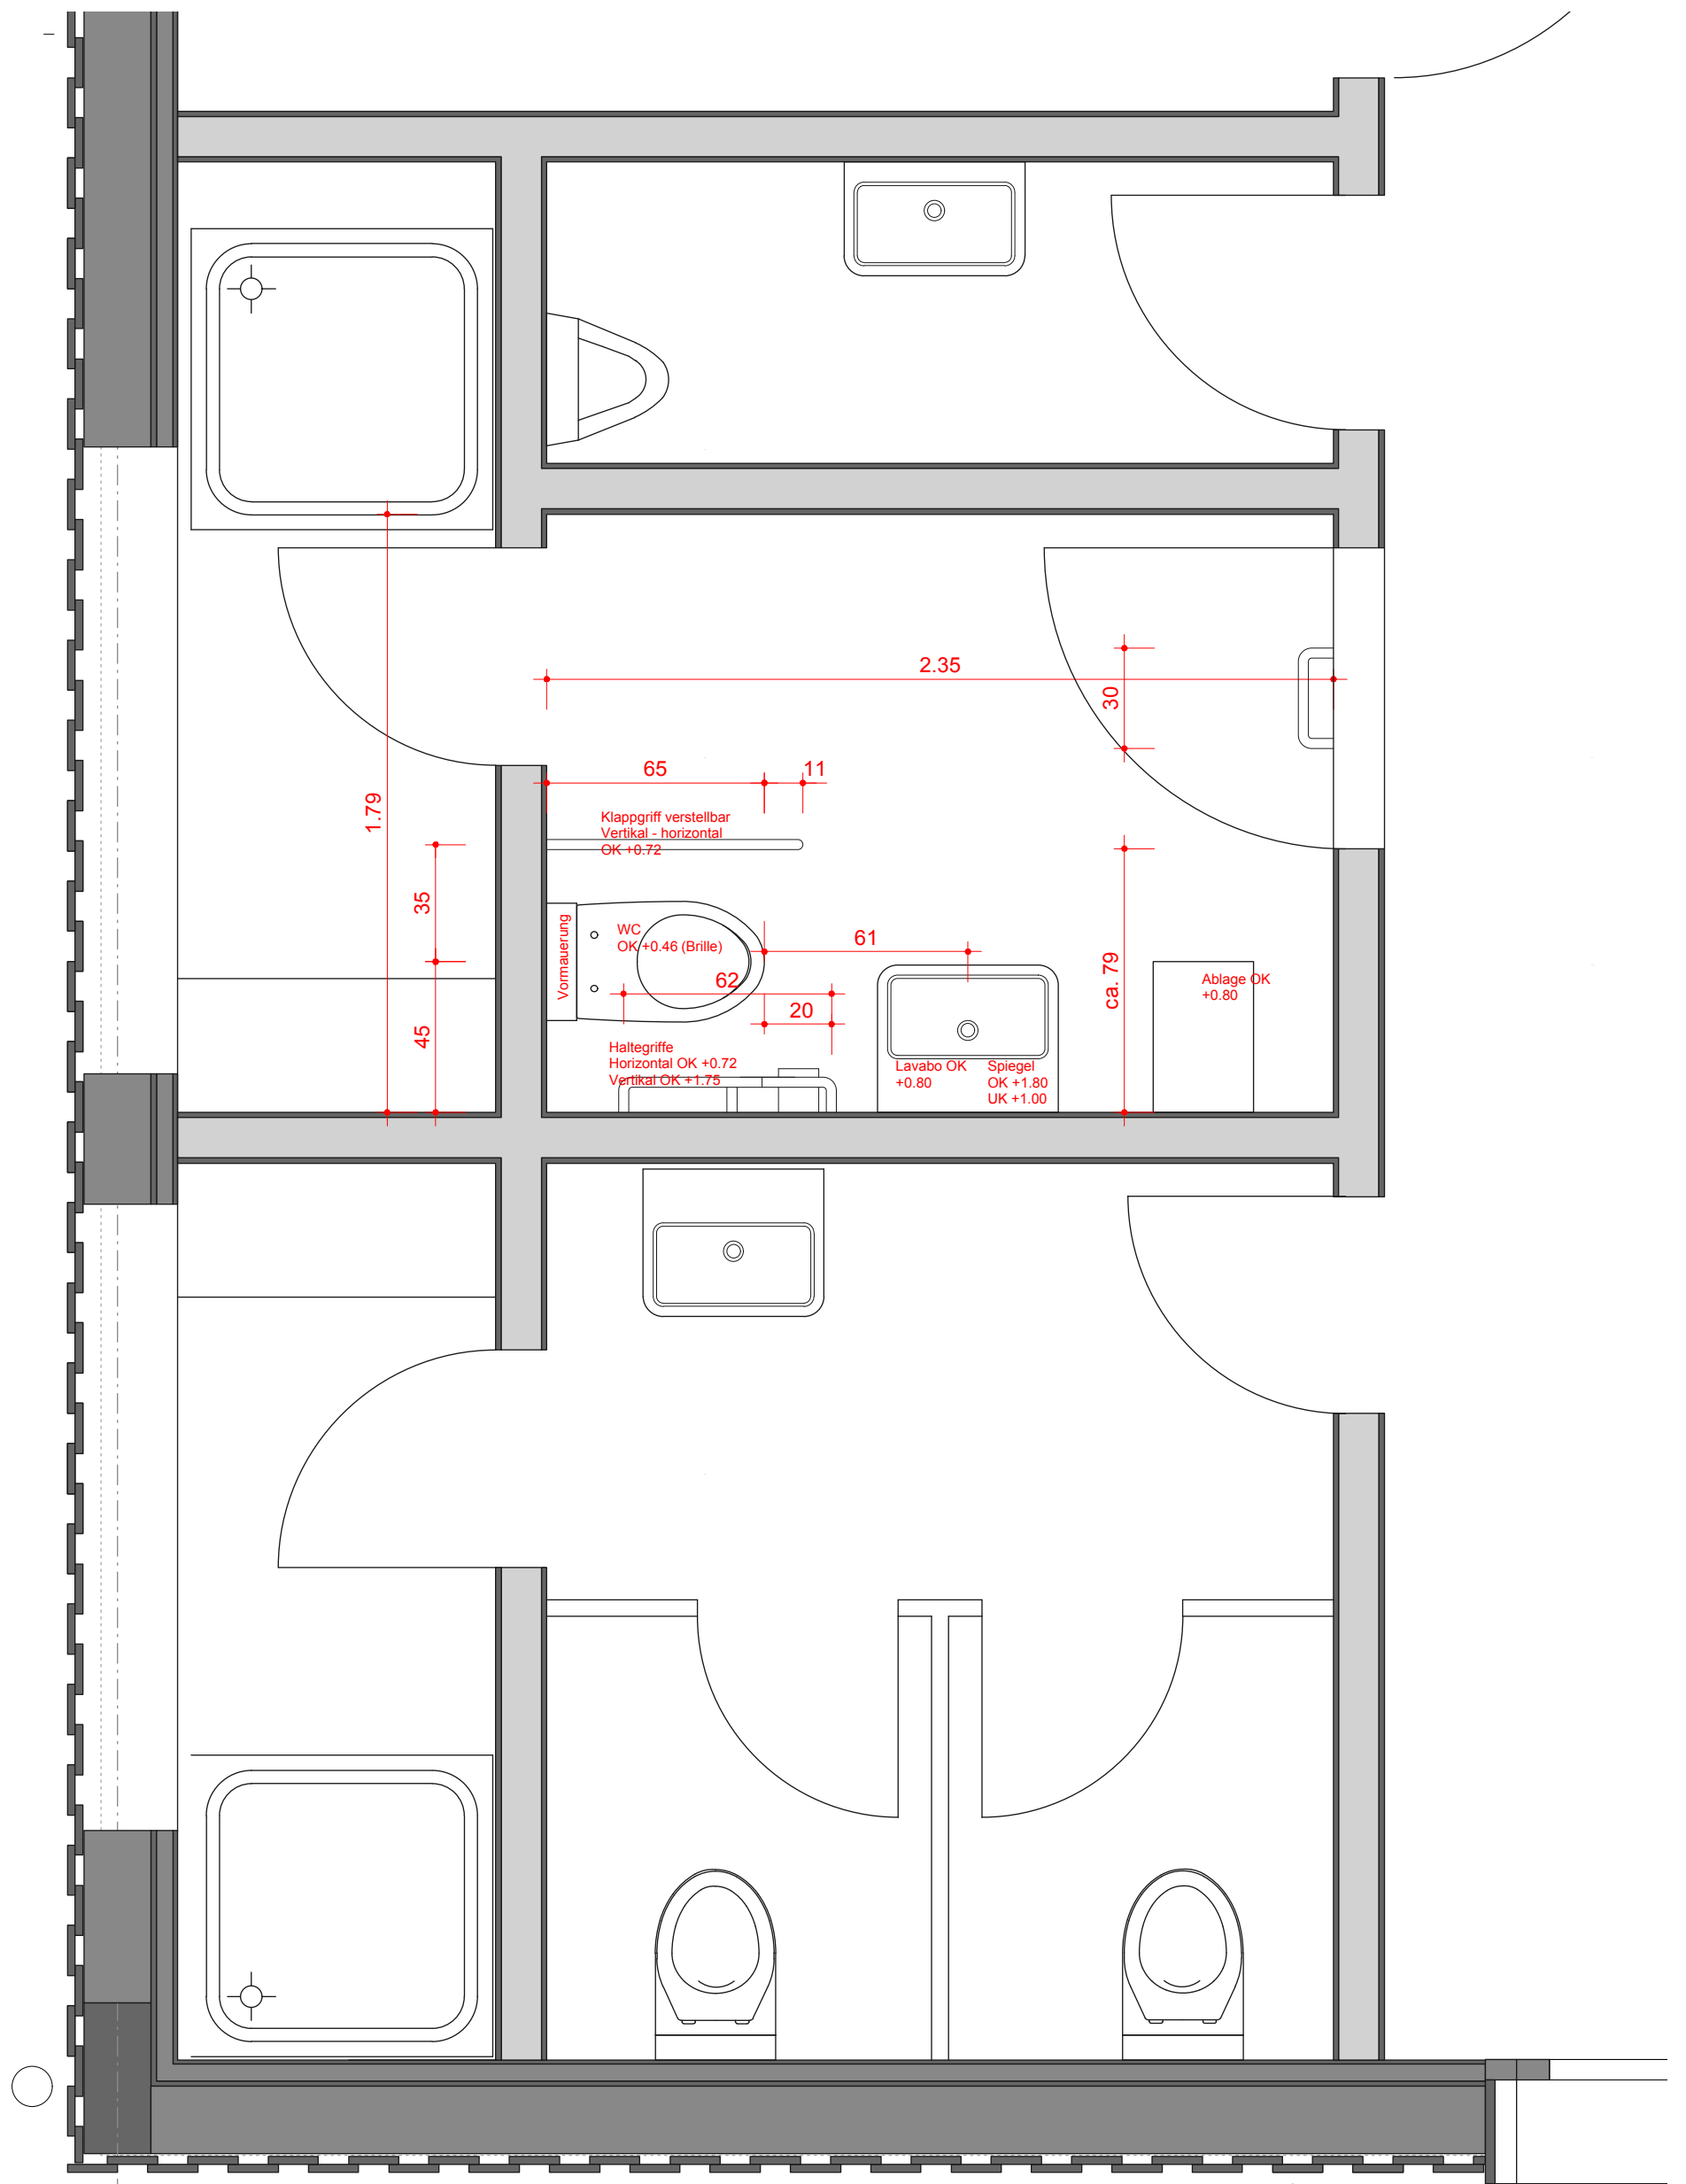 2.35
30
65
11
1.79
Klappgriff verstellbar
Vertikal - horizontal
OK +0.72
35
Vormauerung
WC
OK +0.46 (Brille)
61
62
20
ca. 79
Ablage OK
+0.80
45
Haltegriffe
Horizontal OK +0.72
Vertikal OK +1.75
Lavabo OK
+0.80
Spiegel
OK +1.80
UK +1.00